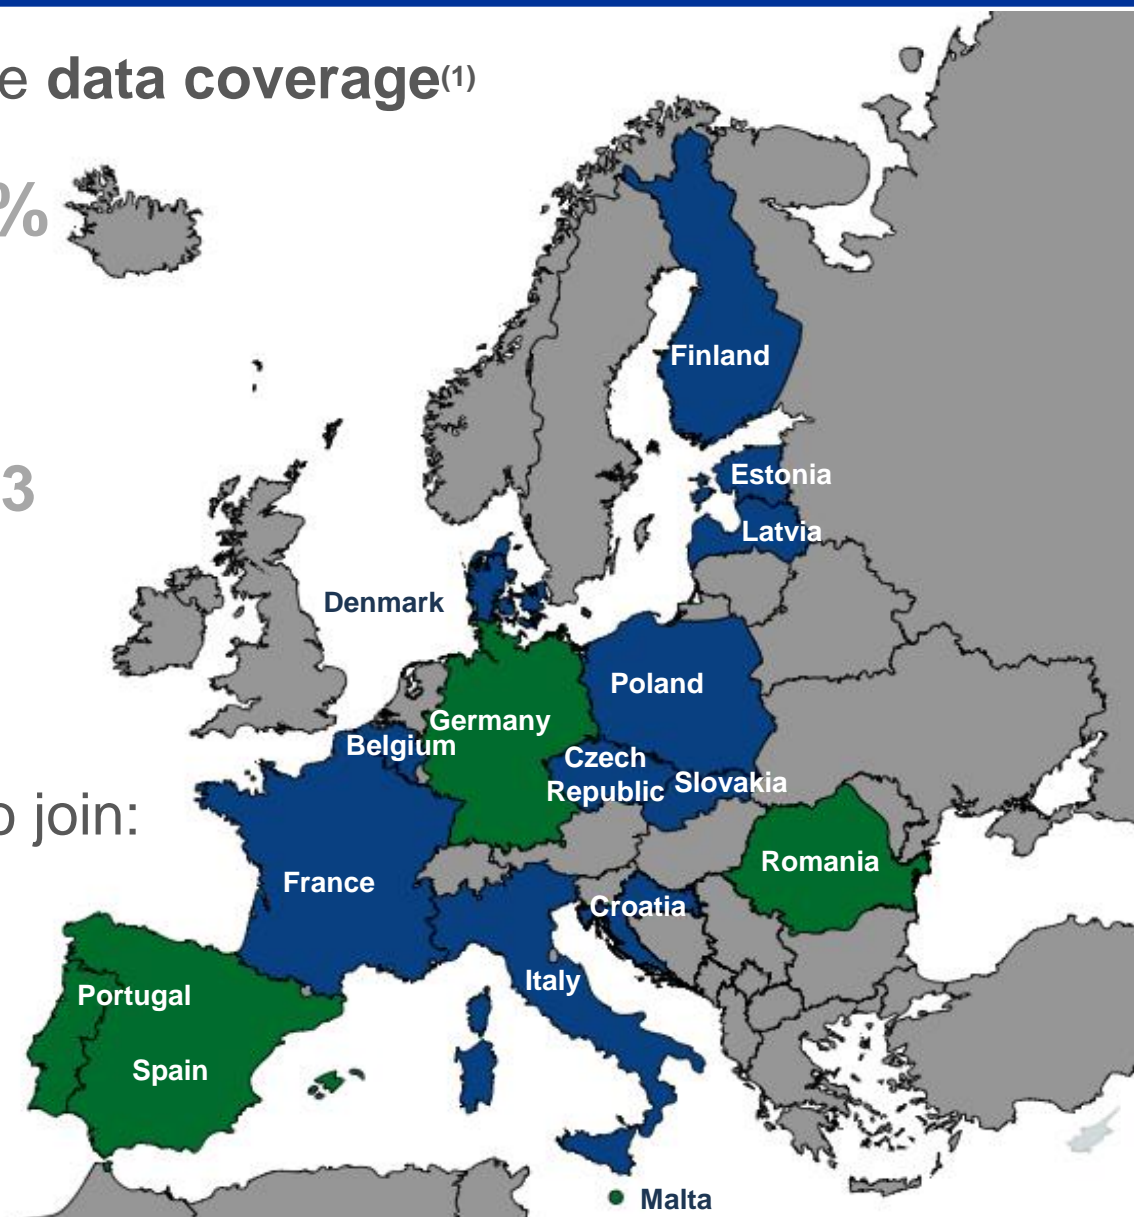 e data coverage(1)
%
Finland
3
Estonia
Latvia
Denmark
Poland
Germany
Belgium
Czech
Republic
Slovakia
o join:
Romania
France
Croatia
Italy
Portugal
Spain
Malta